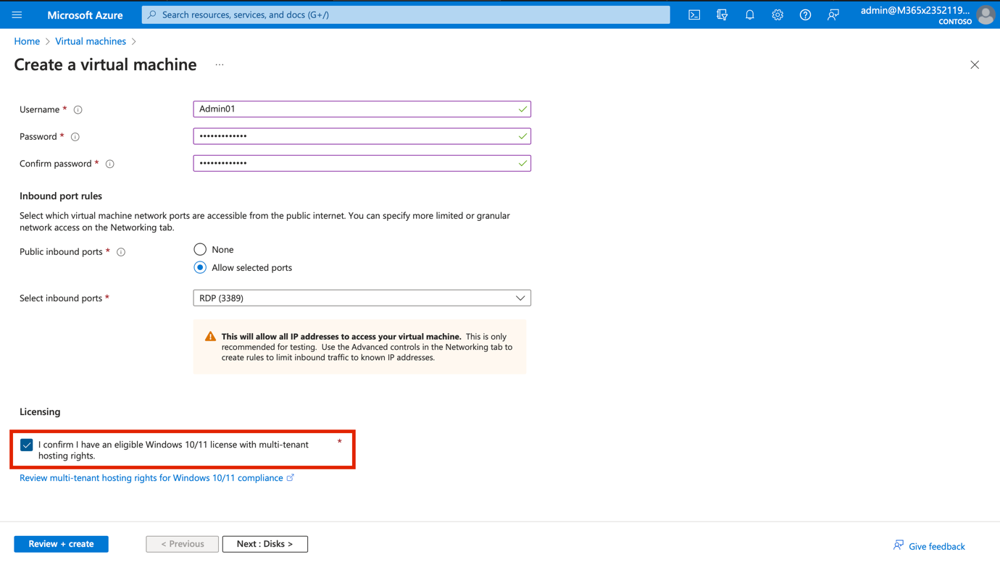 Microsoft Azure
Search resources, services, and docs (G+/)
admin@M365x2352119...
CONTOSO
Home > Virtual machines >
Create a virtual machine ...
Username *
Admin01
Password *
•••••••••••••
Confirm password *
•••••••••••••
Inbound port rules
Select which virtual machine network ports are accessible from the public internet. You can specify more limited or granular
network access on the Networking tab.
Public inbound ports *
None
Allow selected ports
Select inbound ports *
RDP (3389)
This will allow all IP addresses to access your virtual machine. This is only
recommended for testing. Use the Advanced controls in the Networking tab to
create rules to limit inbound traffic to known IP addresses.
Licensing
I confirm I have an eligible Windows 10/11 license with multi-tenant *
hosting rights.
Review multi-tenant hosting rights for Windows 10/11 compliance
Review + create
< Previous
Next : Disks >
Give feedback